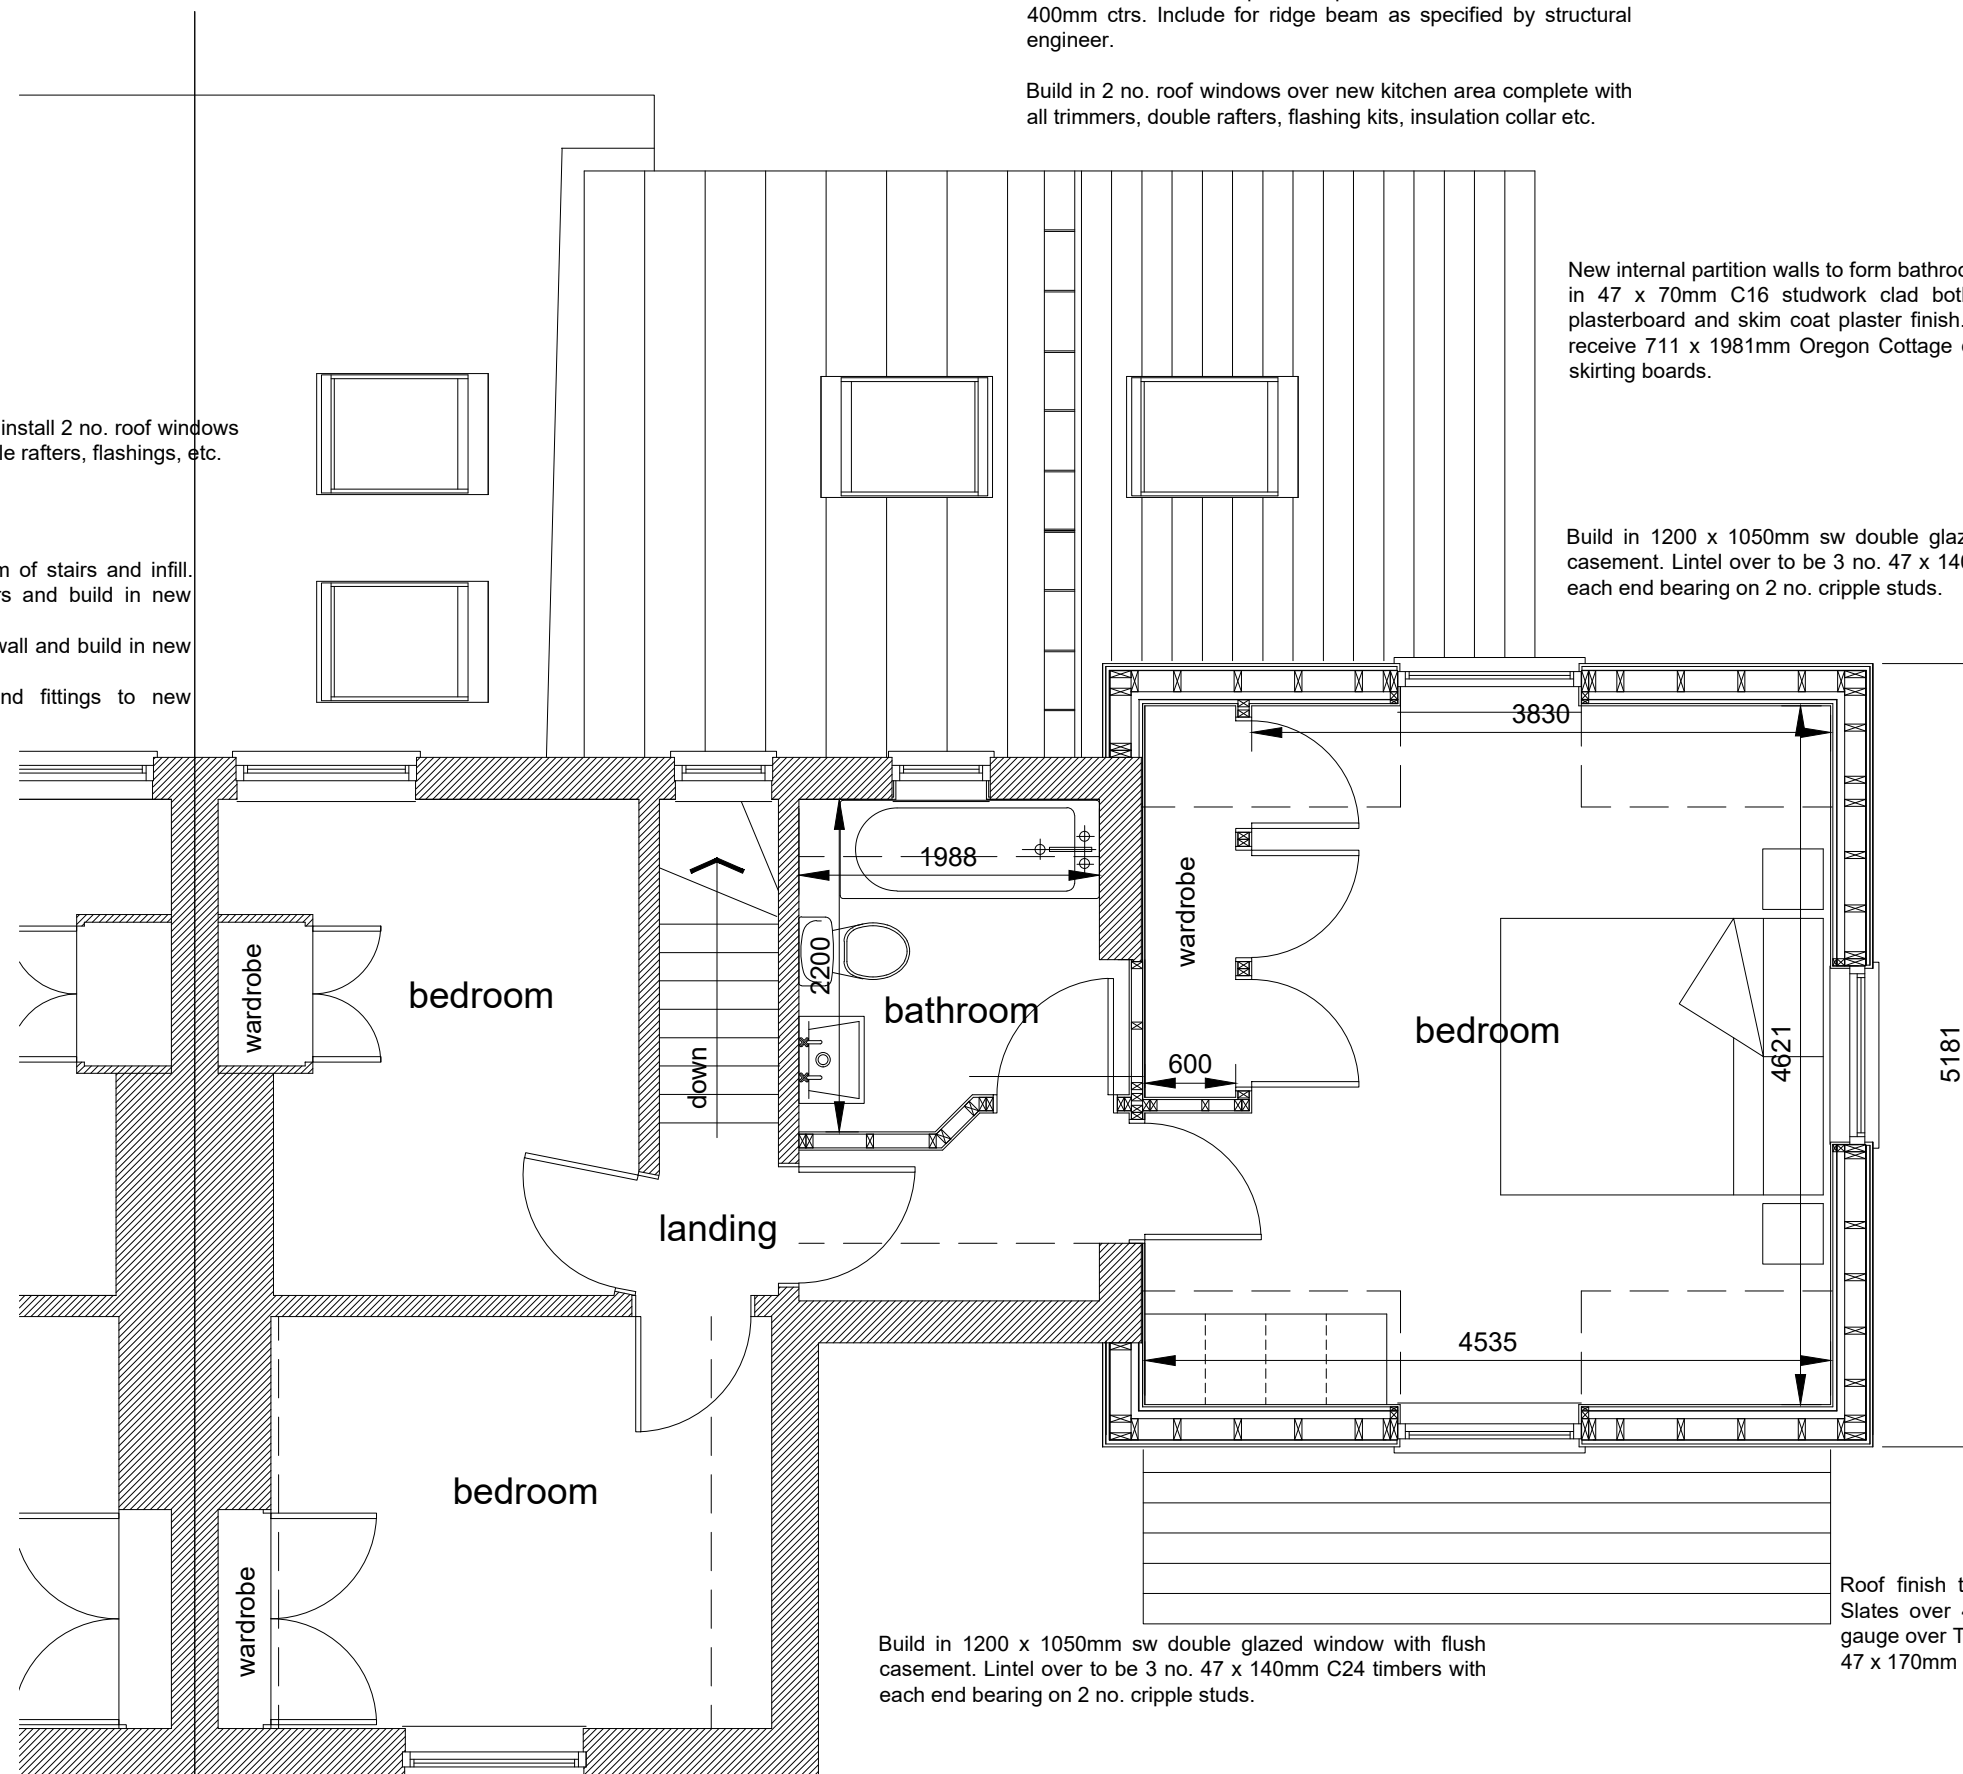 400mm ctrs. Include for ridge beam as specified by structural
engineer.
Build in 2 no. roof windows over new kitchen area complete with
all trimmers, double rafters, flashing kits, insulation collar etc.
New internal partition walls to form
in 47 x 70mm C16 studwork clad
plasterboard and skim coat plaster finish.
receive 711 x 1981mm Oregon Cottage
skirting boards.
install 2 no. roof windows
rafters, flashings, etc.
of stairs and infill.
and build in new
wall and build in new
fittings to new
Build in 1200 x 1050mm sw double
casement. Lintel over to be 3 no. 47 x
each end bearing on 2 no. cripple studs.
3830
1988
wardrobe
2200
bathroom
wardrobe
bedroom
down
600
bedroom
4621
5181
landing
4535
bedroom
wardrobe
Build in 1200 x 1050mm sw double glazed window with flush
casement. Lintel over to be 3 no. 47 x 140mm C24 timbers with
each end bearing on 2 no. cripple studs.
Roof finish
Slates over
gauge over
47 x 170mm